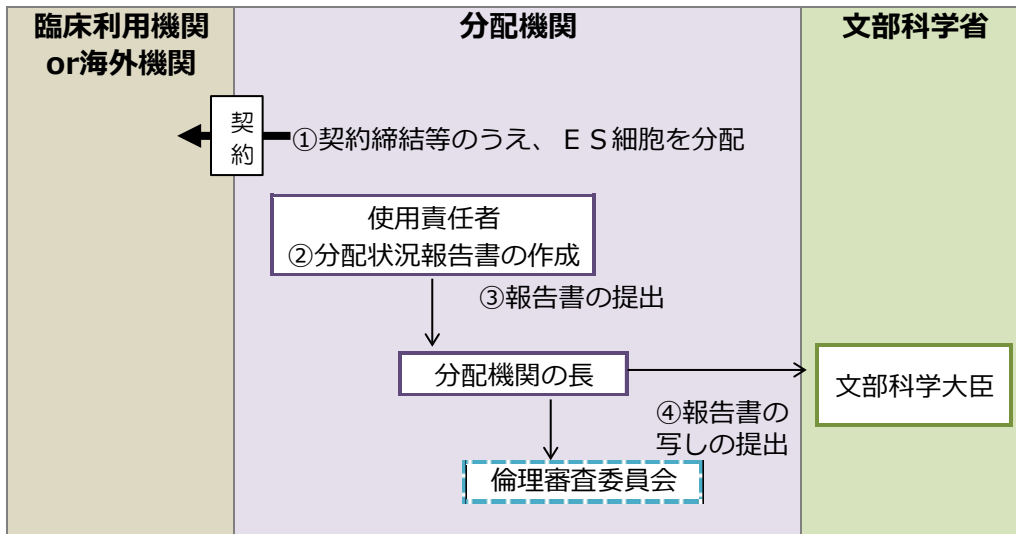 臨床利用機関
or海外機関
分配機関
文部科学省
契
約
①契約締結等のうえ、ＥＳ細胞を分配
使用責任者
②分配状況報告書の作成
③報告書の提出
分配機関の長
文部科学大臣
④報告書の
写しの提出
倫理審査委員会